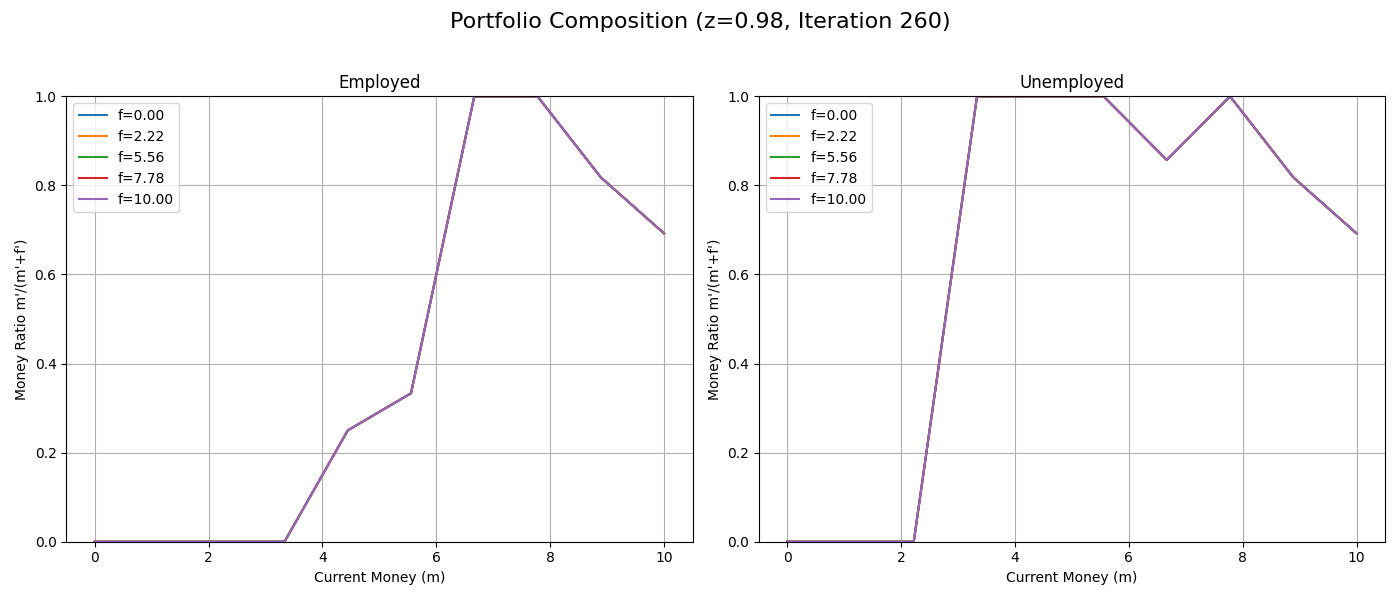 Portfolio Composition (z=0.98, Iteration 260)
Employed
1.0
0.8
0.6
0.4
0.2
0.0
Money Ratio m'/(m'+f')
f=0.00
f=2.22
f=5.56
f=7.78
f=10.00
0 2 4 6 8 10
Current Money (m)
Unemployed
1.0
0.8
0.6
0.4
0.2
0.0
Money Ratio m'/(m'+f')
f=0.00
f=2.22
f=5.56
f=7.78
f=10.00
0 2 4 6 8 10
Current Money (m)